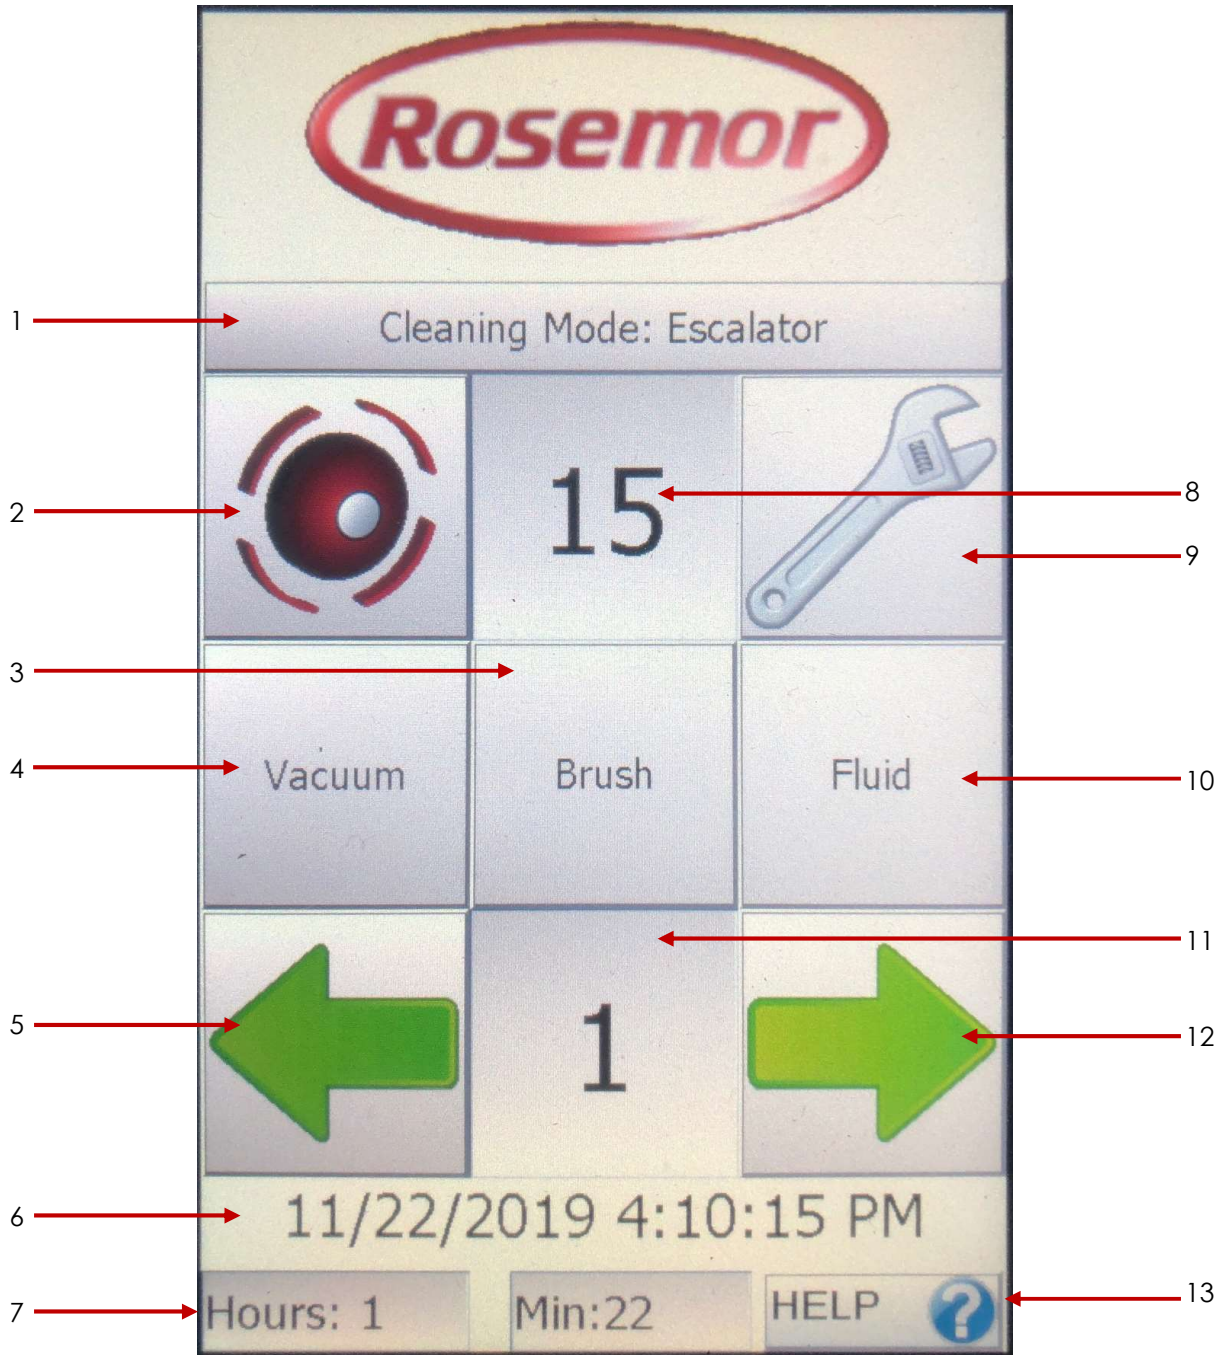 Rosemor
1
Cleaning Mode: Escalator
2
15
8
9
3
4
Vacuum
Brush
Fluid
10
11
5
1
12
6
11/22/2019 4:10:15 PM
7
Hours: 1
Min:22
HELP ?
13